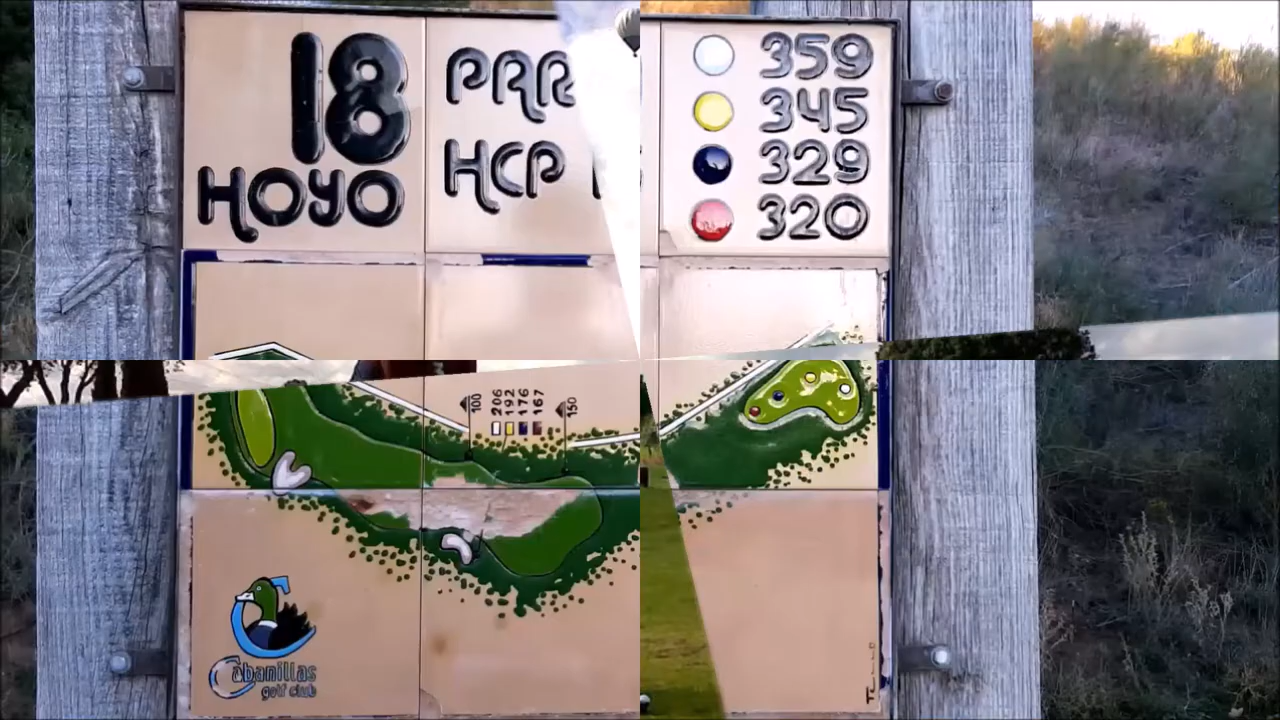 18
HOYO
PAR
HCP
359
345
329
320
100
206
192
176
167
150
Cabanillas
golf club